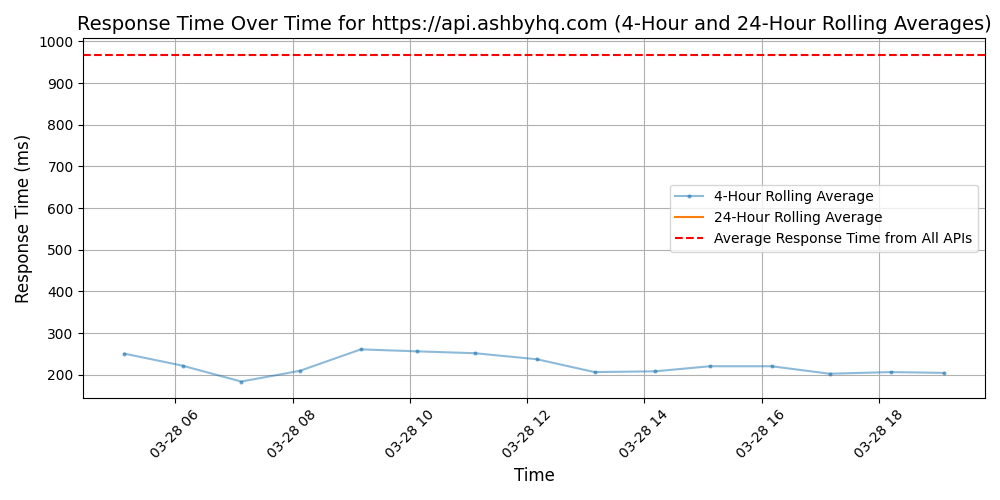 Response Time Over Time for https://api.ashbyhq.com (4-Hour and 24-Hour Rolling Averages)
Response Time (ms)
1000
900
800
700
600
500
400
300
200
4-Hour Rolling Average
24-Hour Rolling Average
Average Response Time from All APIs
03-28 06
03-28 08
03-28 10
03-28 12
03-28 14
03-28 16
03-28 18
Time